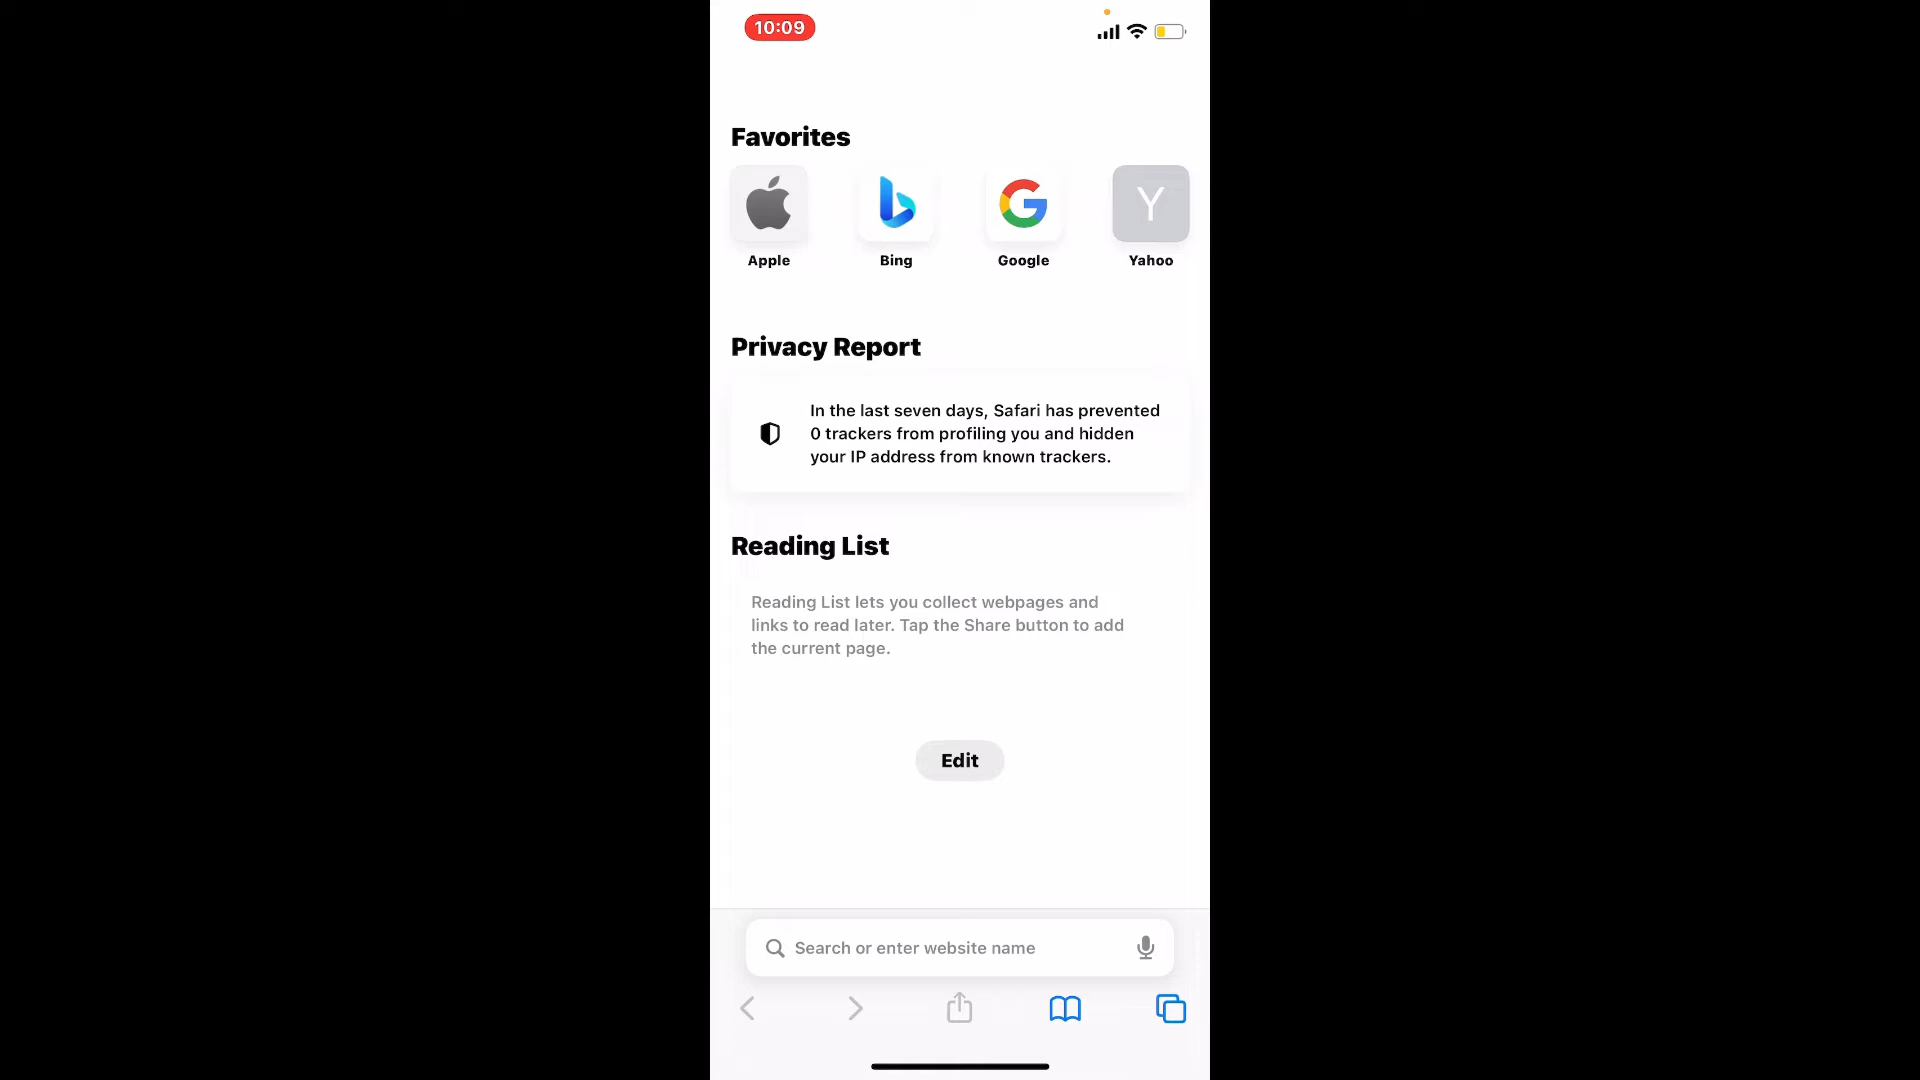 10:09
Favorites
Y
Apple
Bing
Google
Yahoo
Privacy Report
In the last seven days, Safari has prevented
0 trackers from profiling you and hidden
your IP address from known trackers.
Reading List
Reading List lets you collect webpages and
links to read later. Tap the Share button to add
the current page.
Edit
Search or enter website name